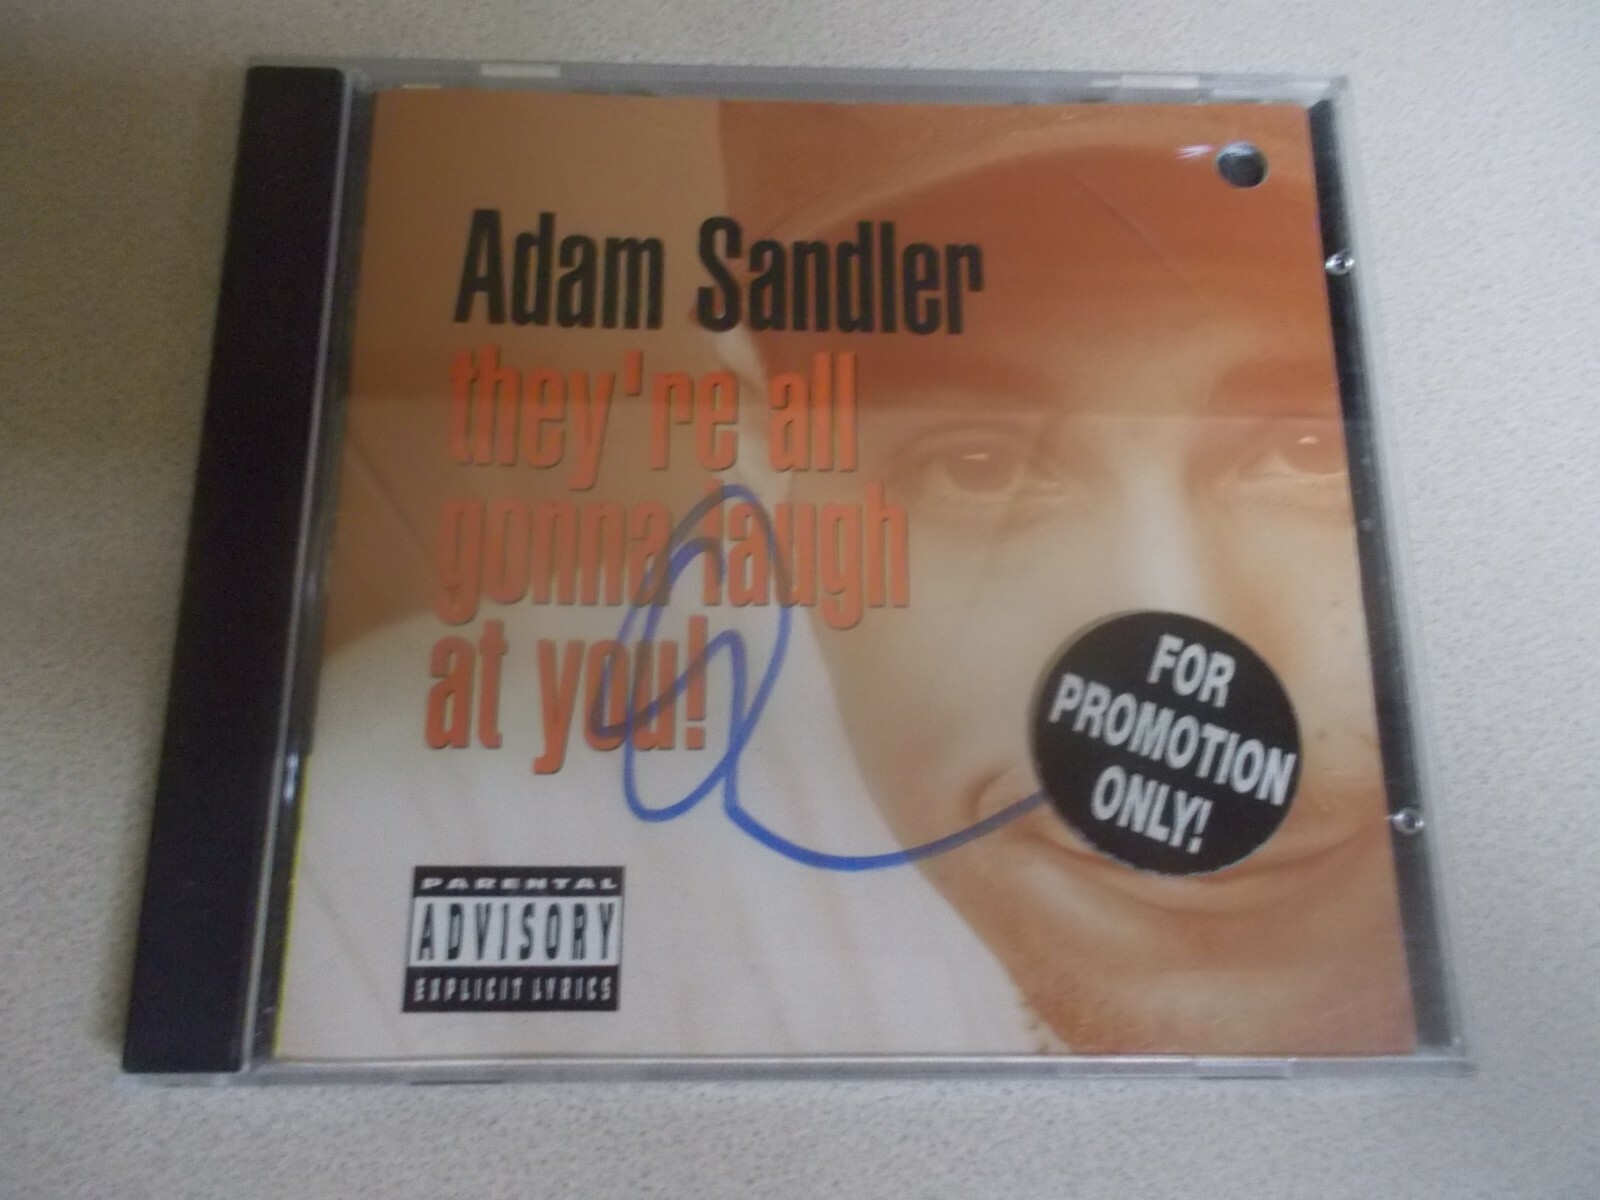 Adam Sandler
they're all
gonna laugh
at you!
FOR
PROMOTION
ONLY!
PARENTAL
ADVISORY
EXPLICIT LYRICS